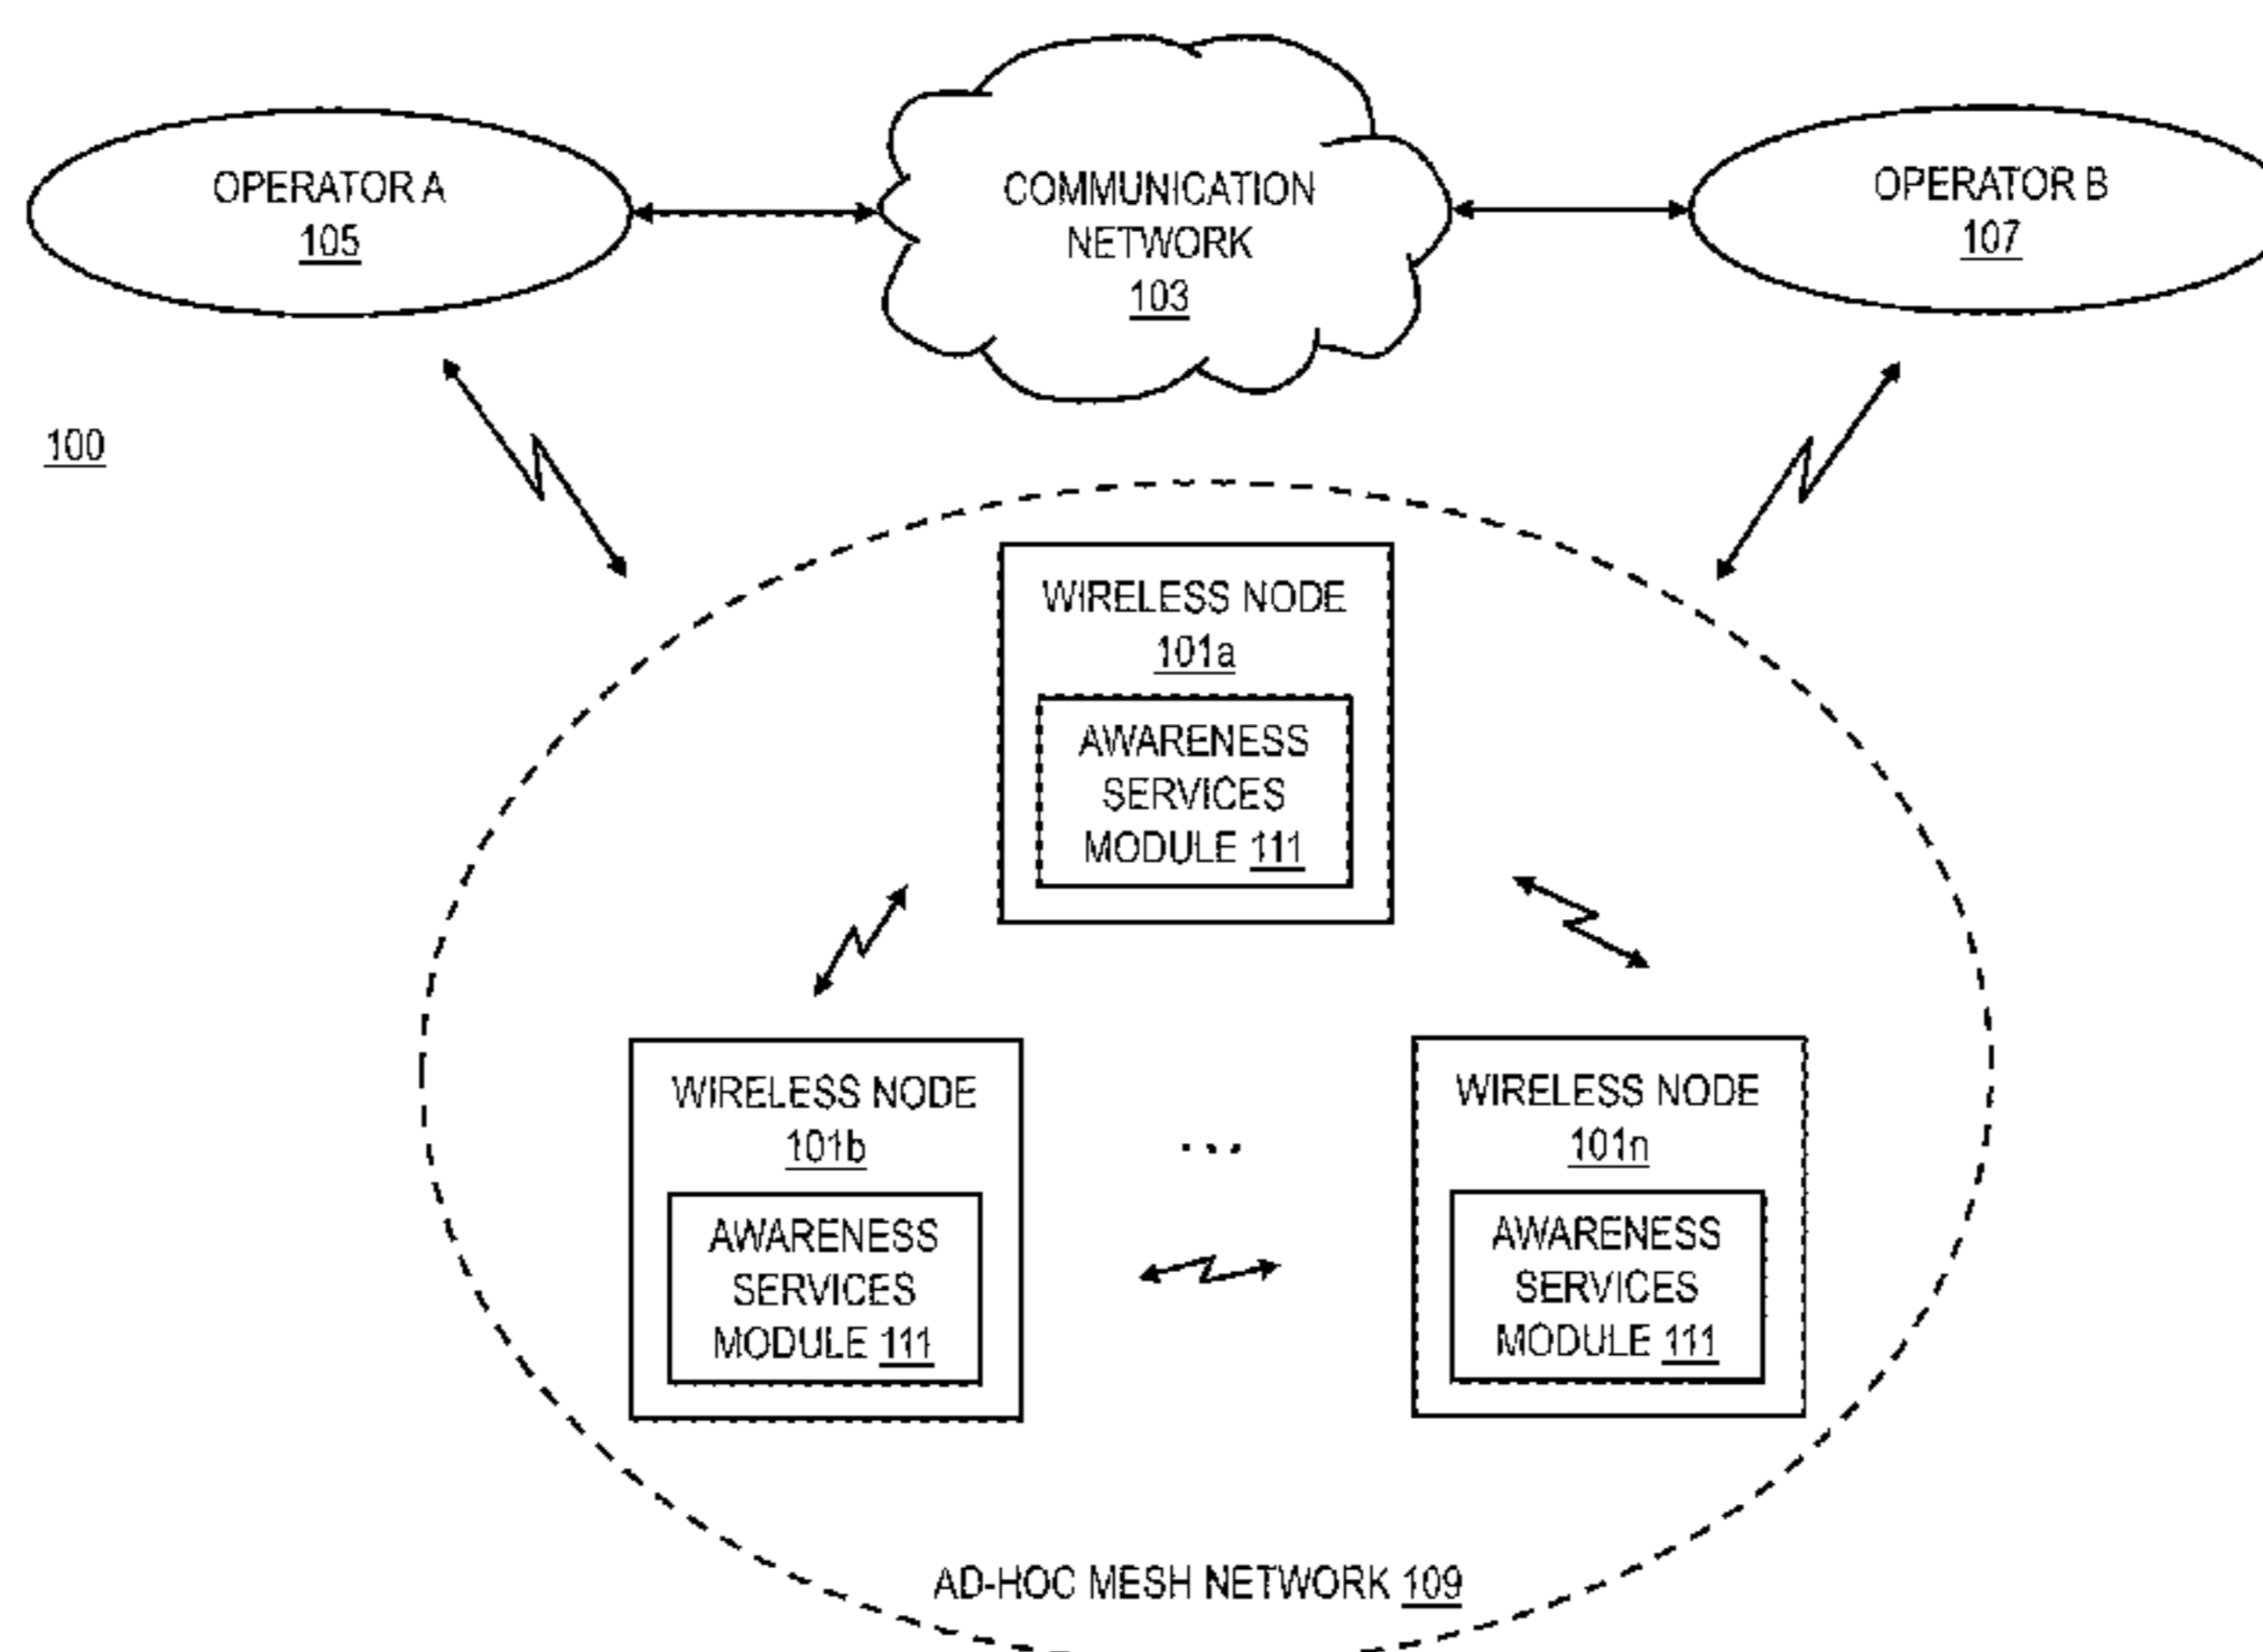 OPERATOR A
105
COMMUNICATION
NETWORK
103
OPERATOR B
107
100
WIRELESS NODE
101a
AWARENESS
SERVICES
MODULE 111
WIRELESS NODE
101b
AWARENESS
SERVICES
MODULE 111
...
WIRELESS NODE
101n
AWARENESS
SERVICES
MODULE 111
AD-HOC MESH NETWORK 109